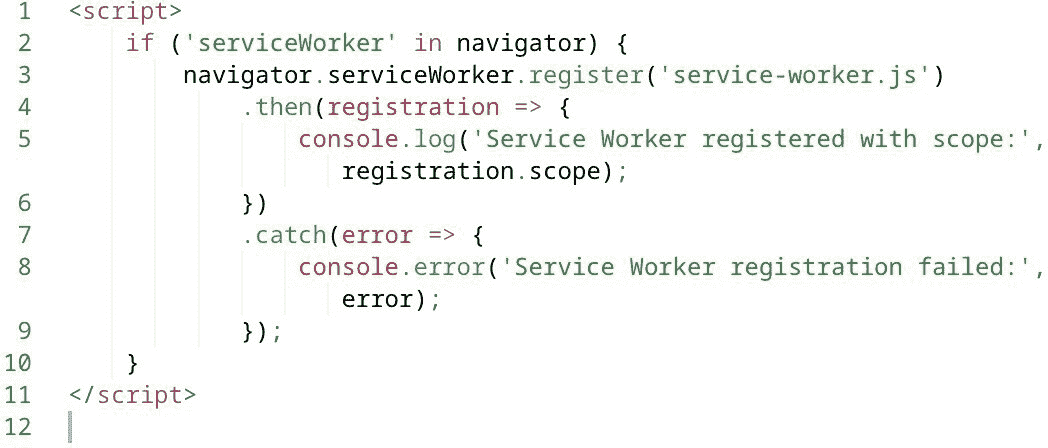 1 <script>
2 if ('serviceWorker' in navigator) {
3 navigator.serviceWorker.register('service-worker.js')
4 .then(registration => {
5 console.log('Service Worker registered with scope:',
registration.scope);
6 })
7 .catch(error => {
8 console.error('Service Worker registration failed:',
error);
9 });
10 }
11 </script>
12